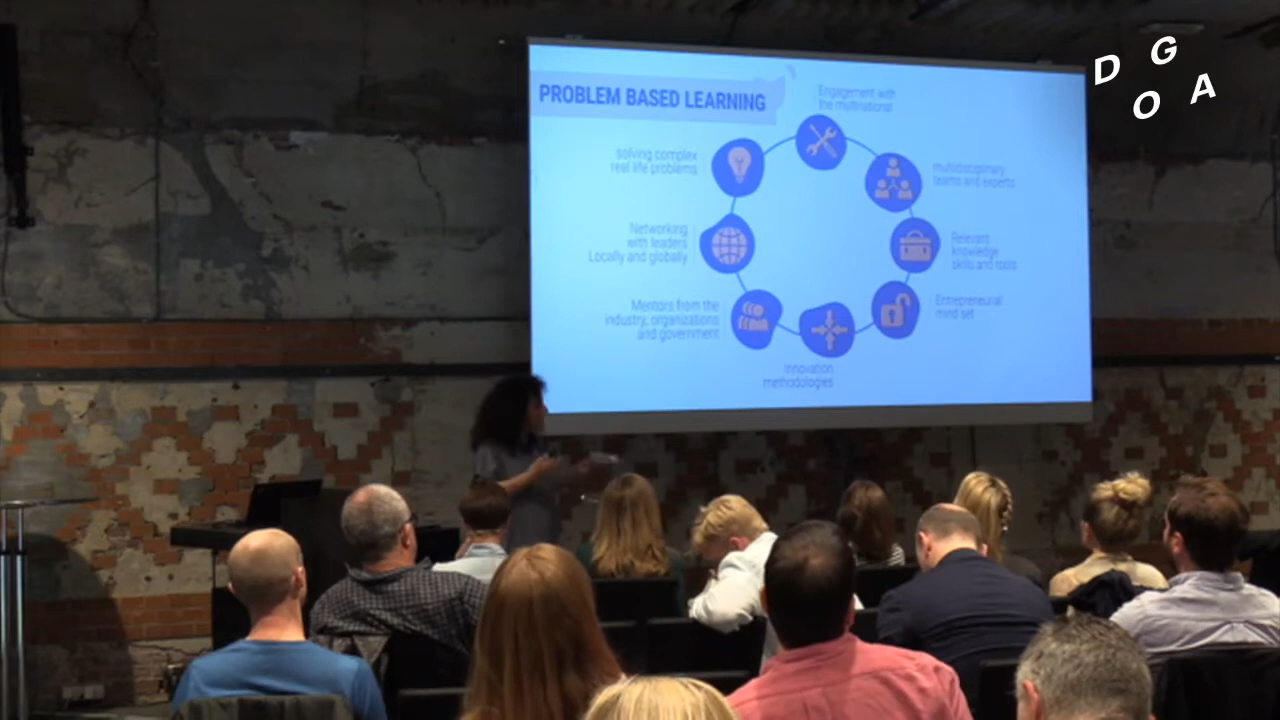 D G
O A
PROBLEM BASED LEARNING
Engagement with
the multinational
solving complex
real life problems
multidisciplinary
teams and experts
Networking
with leaders
Locally and globally
Relevant
knowledge
skills and tools
Mentors from the
industry, organizations
and government
Entrepreneurial
mind set
Innovation
methodologies